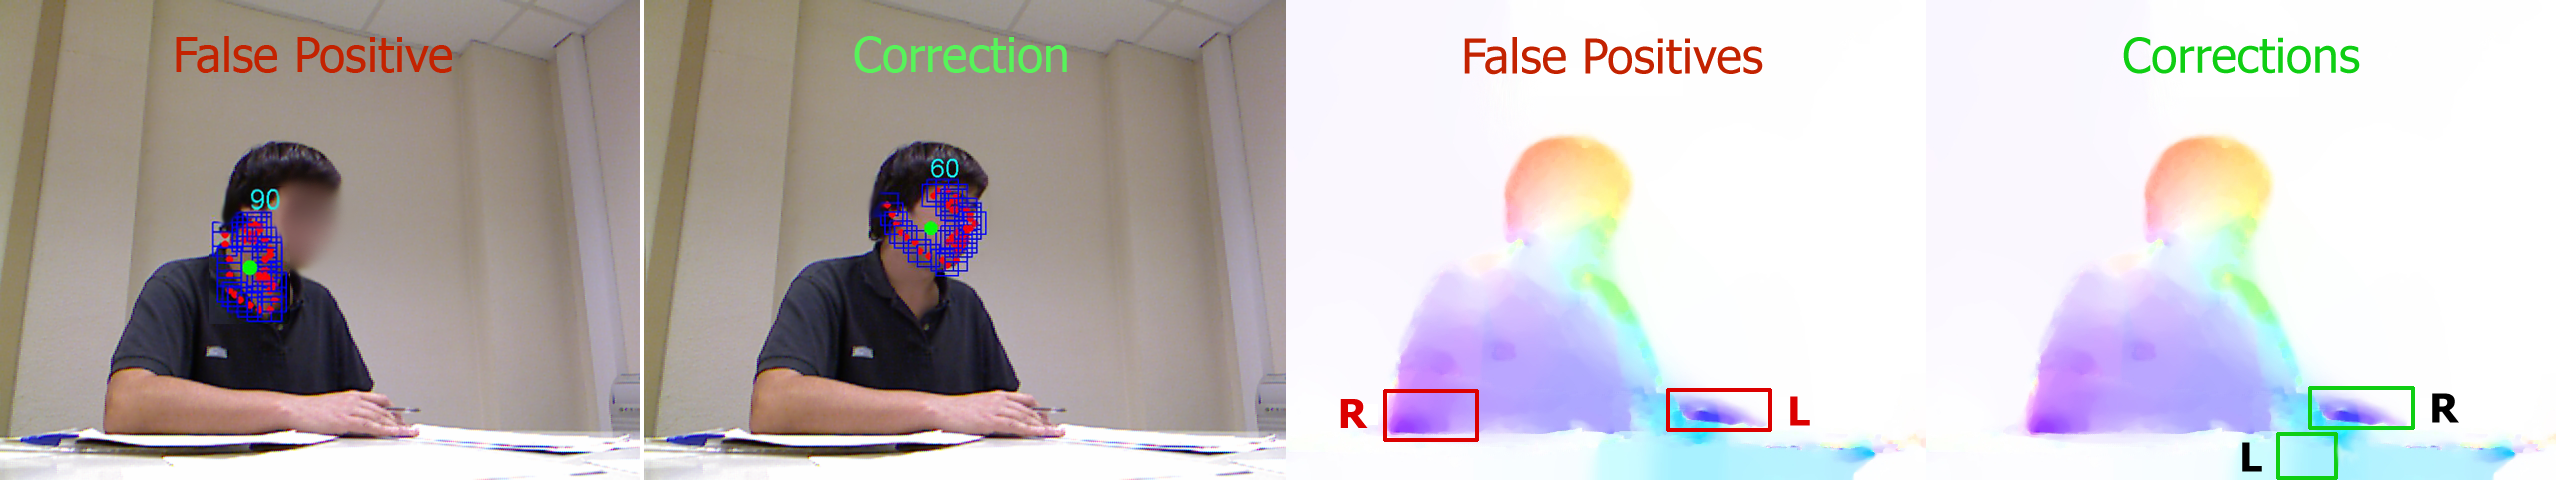 False Positive
Correction
False Positives
Corrections
90
60
R
L
R
L